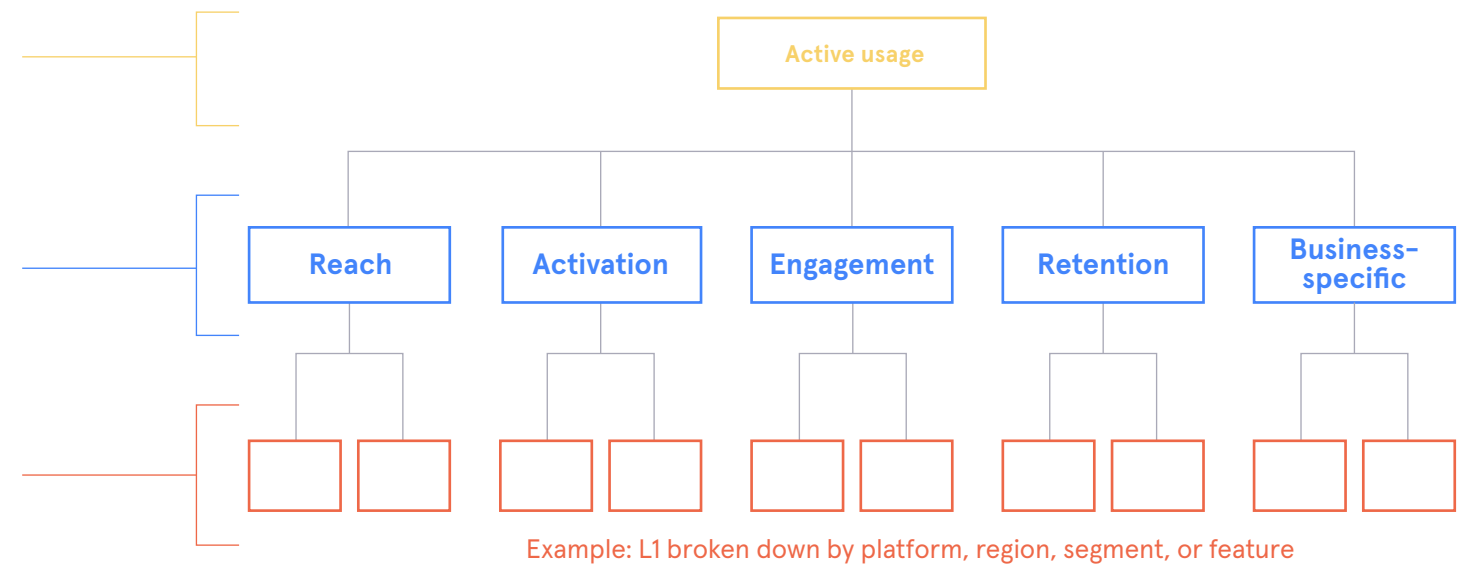 Active usage
Reach
Activation
Engagement
Retention
Business-
specific
Example: L1 broken down by platform, region, segment, or feature